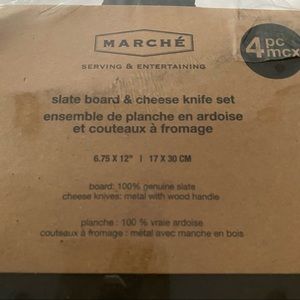 MARCHÉ
SERVING & ENTERTAINING
4 pc
mcx
slate board & cheese knife set
ensemble de planche en ardoise
et couteaux à fromage
6.75 X 12" | 17 X 30 CM
board: 100% genuine slate
cheese knives: metal with wood handle
planche : 100 % vraie ardoise
couteaux à fromage : métal avec manche en bois